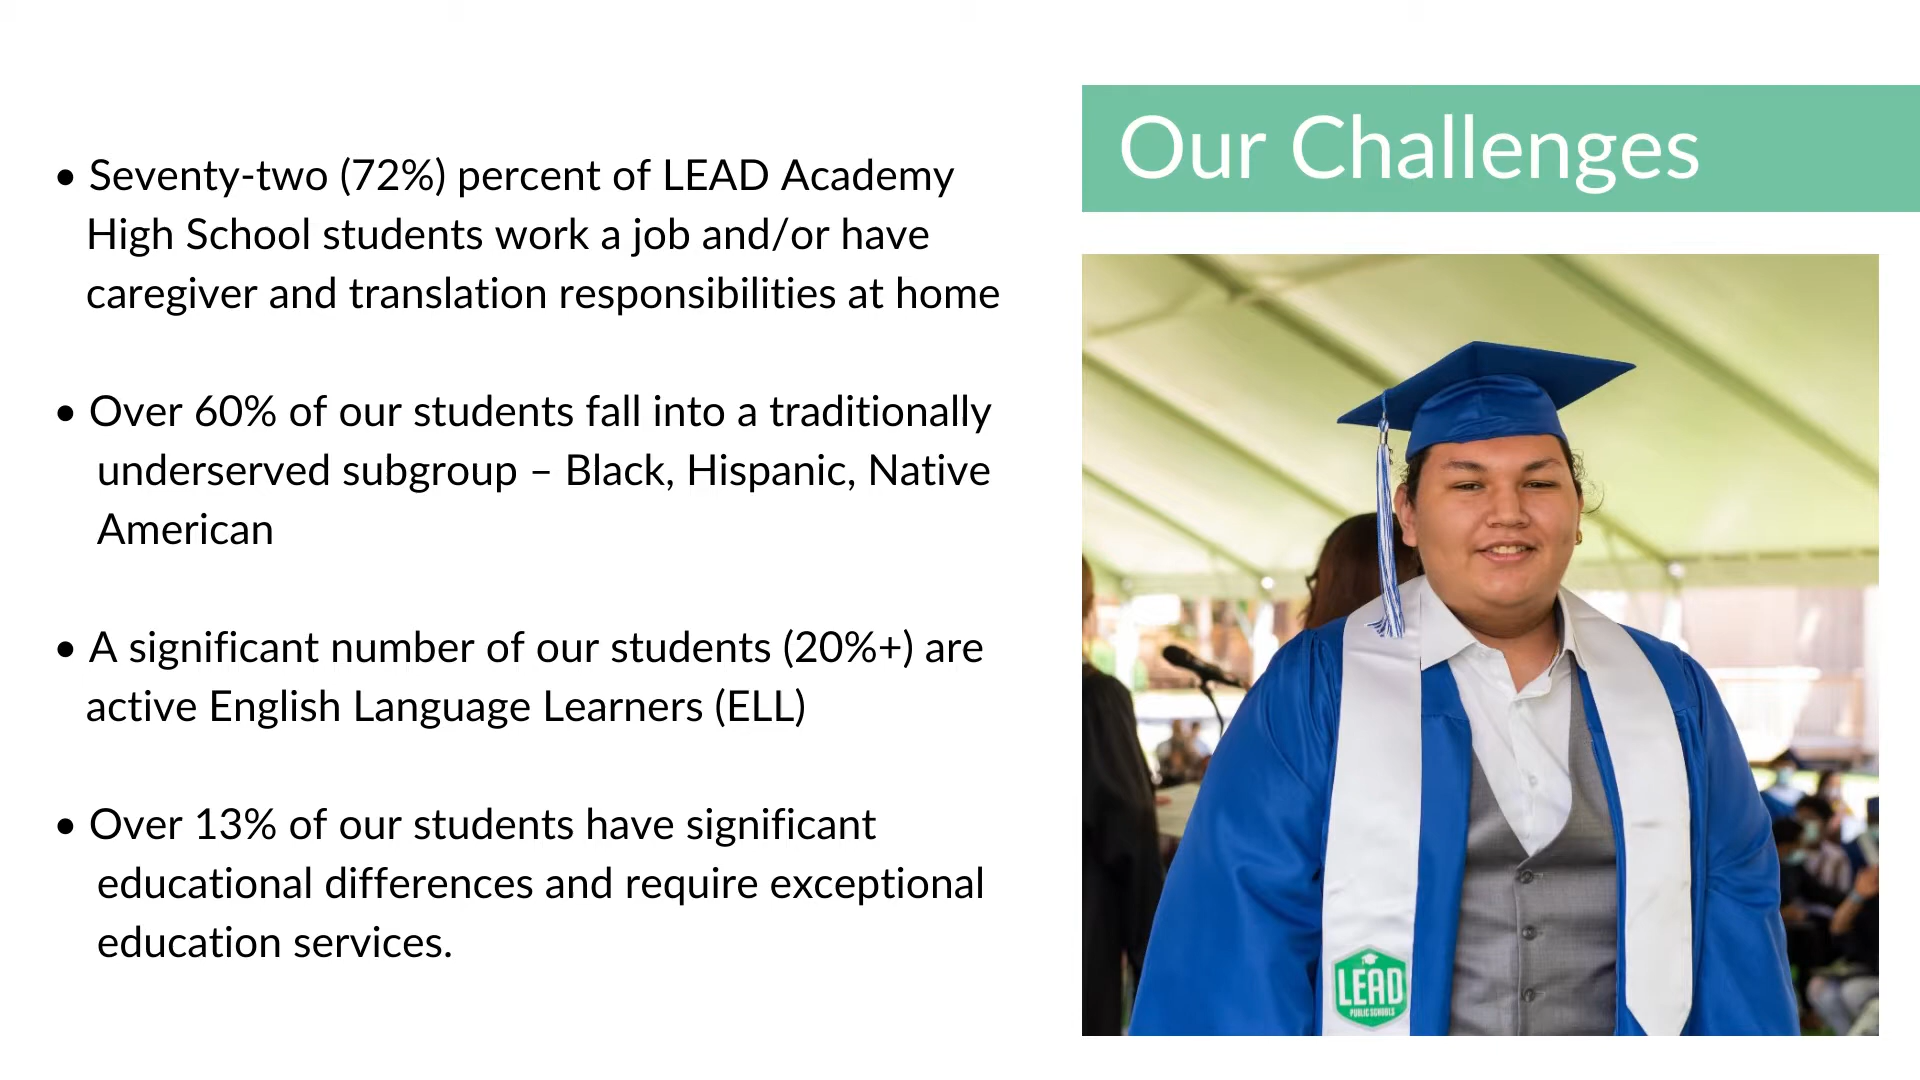 Our Challenges
• Seventy-two (72%) percent of LEAD Academy
High School students work a job and/or have
caregiver and translation responsibilities at home
• Over 60% of our students fall into a traditionally
underserved subgroup – Black, Hispanic, Native
American
• A significant number of our students (20%+) are
active English Language Learners (ELL)
• Over 13% of our students have significant
educational differences and require exceptional
education services.
LEAD
PUBLIC SCHOOLS